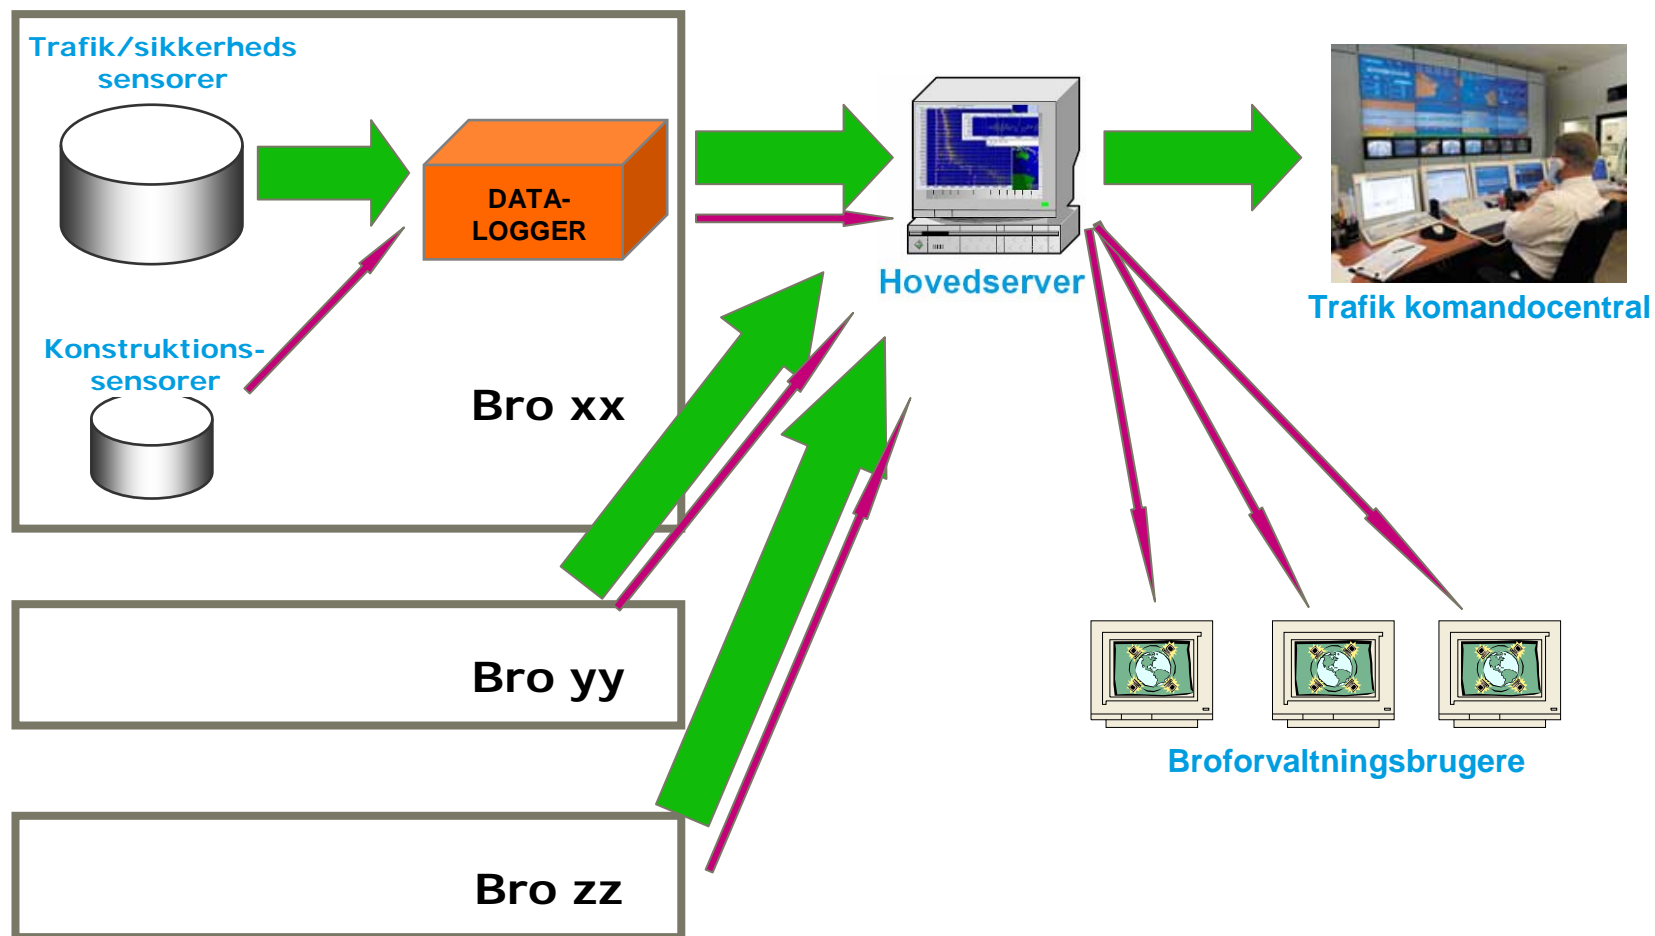 Trafik/sikkerheds
sensorer
DATA-
LOGGER
Konstruktions-
sensorer
Bro xx
Hovedserver
Trafik komandocentral
Bro yy
Broforvaltningsbrugere
Bro zz